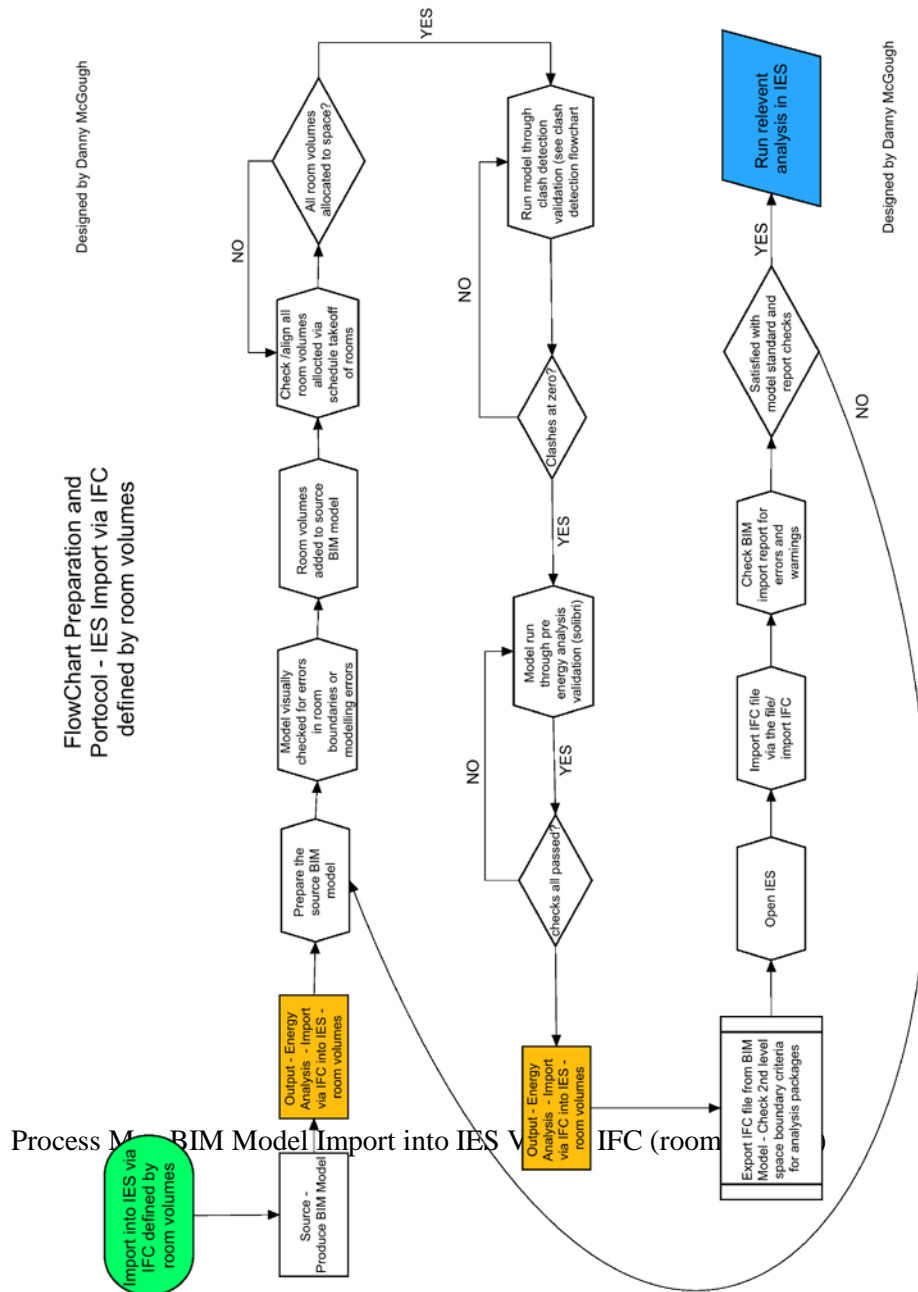 FlowChart Preparation and
Portocol - IES Import via IFC
defined by room volumes
Designed by Danny McGough
Import into IES via
IFC defined by
room volumes
Source -
Produce BIM Model
Output - Energy
Analysis - Import
via IFC into IES -
room volumes
Prepare the
source BIM
model
Model visually
checked for errors
in room
boundaries or
modelling errors
Room volumes
added to source
BIM model
Check /align all
room volumes
allocted via
schedule takeoff
of rooms
NO
All room volumes
allocated to space?
YES
Run model through
clash detection
validation (see clash
detection flowchart
NO
Clashes at zero?
YES
Model run
through pre
energy analysis
validation (solibri)
NO
YES
checks all passed?
Output - Energy
Analysis - Import
via IFC into IES -
room volumes
Export IFC file from BIM
Model - Check 2nd level
space boundary criteria
for analysis packages
Open IES
Import IFC file
via the file/
import IFC
Check BIM
import report for
errors and
warnings
Satisfied with
model standard and
report checks
YES
NO
Run relevent
analysis in IES
Designed by Danny McGough
Process BIM Model Import into IES IFC (room